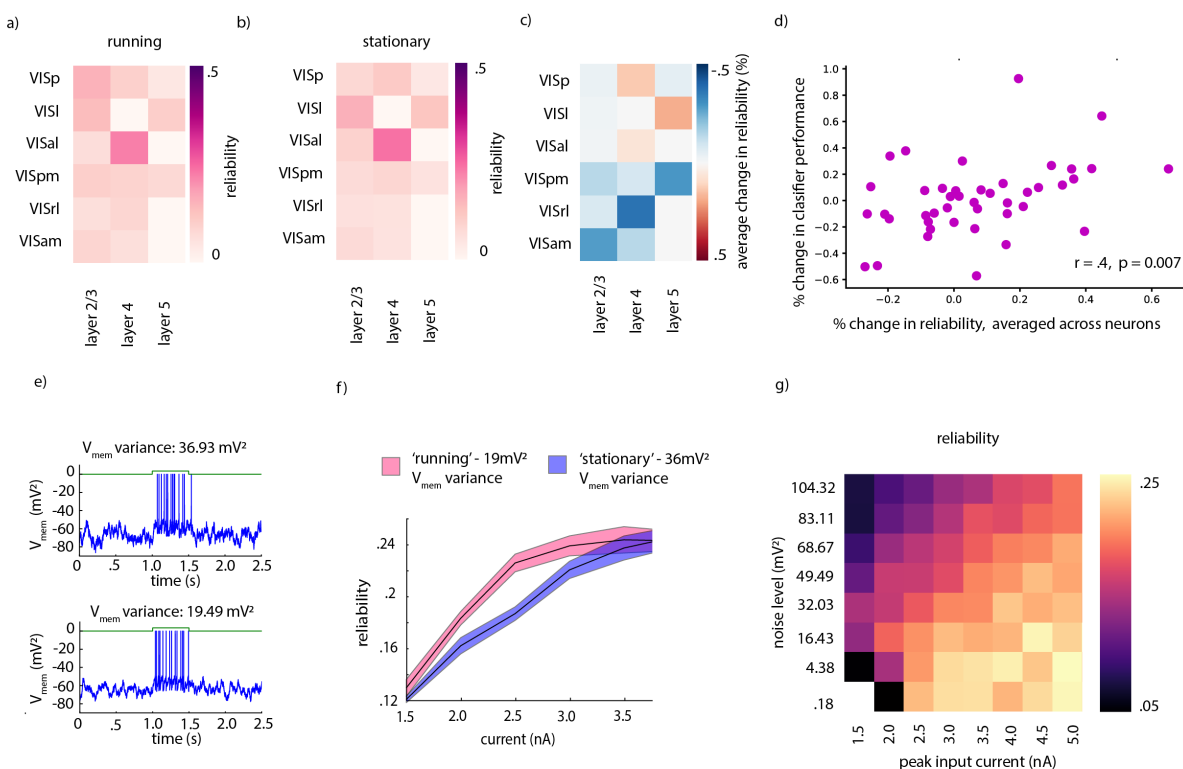 a)
running
VISp
VISl
VISal
VISpm
VISrl
VISam
layer 2/3
layer 4
layer 5
.5
reliability
0
b)
stationary
VISp
VISl
VISal
VISpm
VISrl
VISam
layer 2/3
layer 4
layer 5
.5
reliability
0
c)
VISp
VISl
VISal
VISpm
VISrl
VISam
layer 2/3
layer 4
layer 5
-.5
average change in reliability (%)
.5
d)
% change in clasifier performance
1.0
0.8
0.6
0.4
0.2
0.0
−0.2
−0.4
−0.6
r = .4, p = 0.007
−0.2
0.0
0.2
0.4
0.6
% change in reliability, averaged across neurons
e)
Vmem variance: 36.93 mV²
Vmem (mV²)
0
-20
-40
-60
-80
0
.5
1.0
1.5
2.0
2.5
time (s)
Vmem variance: 19.49 mV²
Vmem (mV²)
0
-20
-40
-60
-80
0
.5
1.0
1.5
2.0
2.5
time (s)
f)
'running' - 19mV²
Vmem variance
'stationary' - 36mV²
Vmem variance
reliability
.24
.2
.16
.12
1.5
2.0
2.5
3.0
3.5
current (nA)
g)
reliability
noise level (mV²)
104.32
83.11
68.67
49.49
32.03
16.43
4.38
.18
1.5
2.0
2.5
3.0
3.5
4.0
4.5
5.0
peak input current (nA)
.25
.05